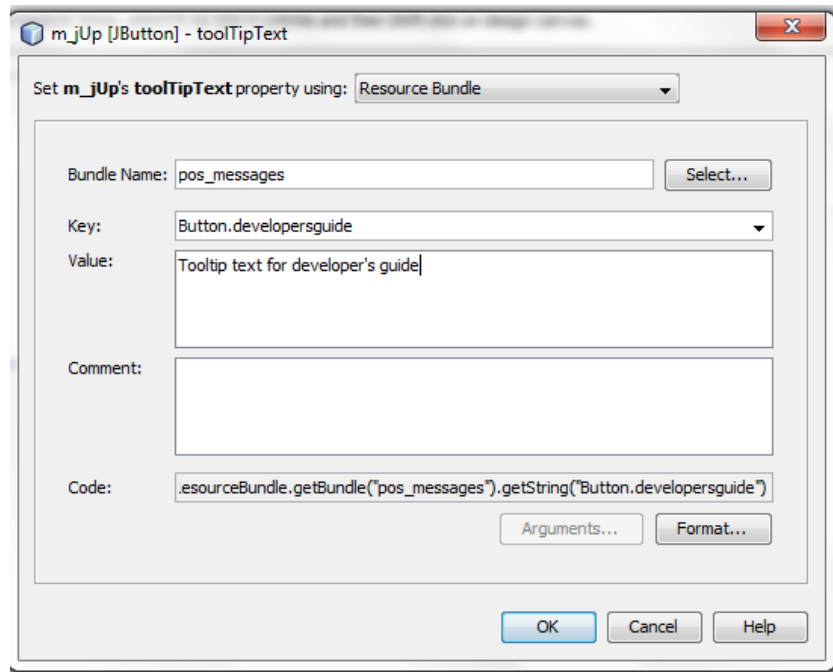 m_jUp [JButton] - toolTipText
Set m_jUp's toolTipText property using: Resource Bundle
Bundle Name: pos_messages Select...
Key: Button.developersguide
Value: Tooltip text for developer's guide
Comment:
Code: .esourceBundle.getBundle("pos_messages").getString("Button.developersguide")
Arguments... Format...
OK Cancel Help